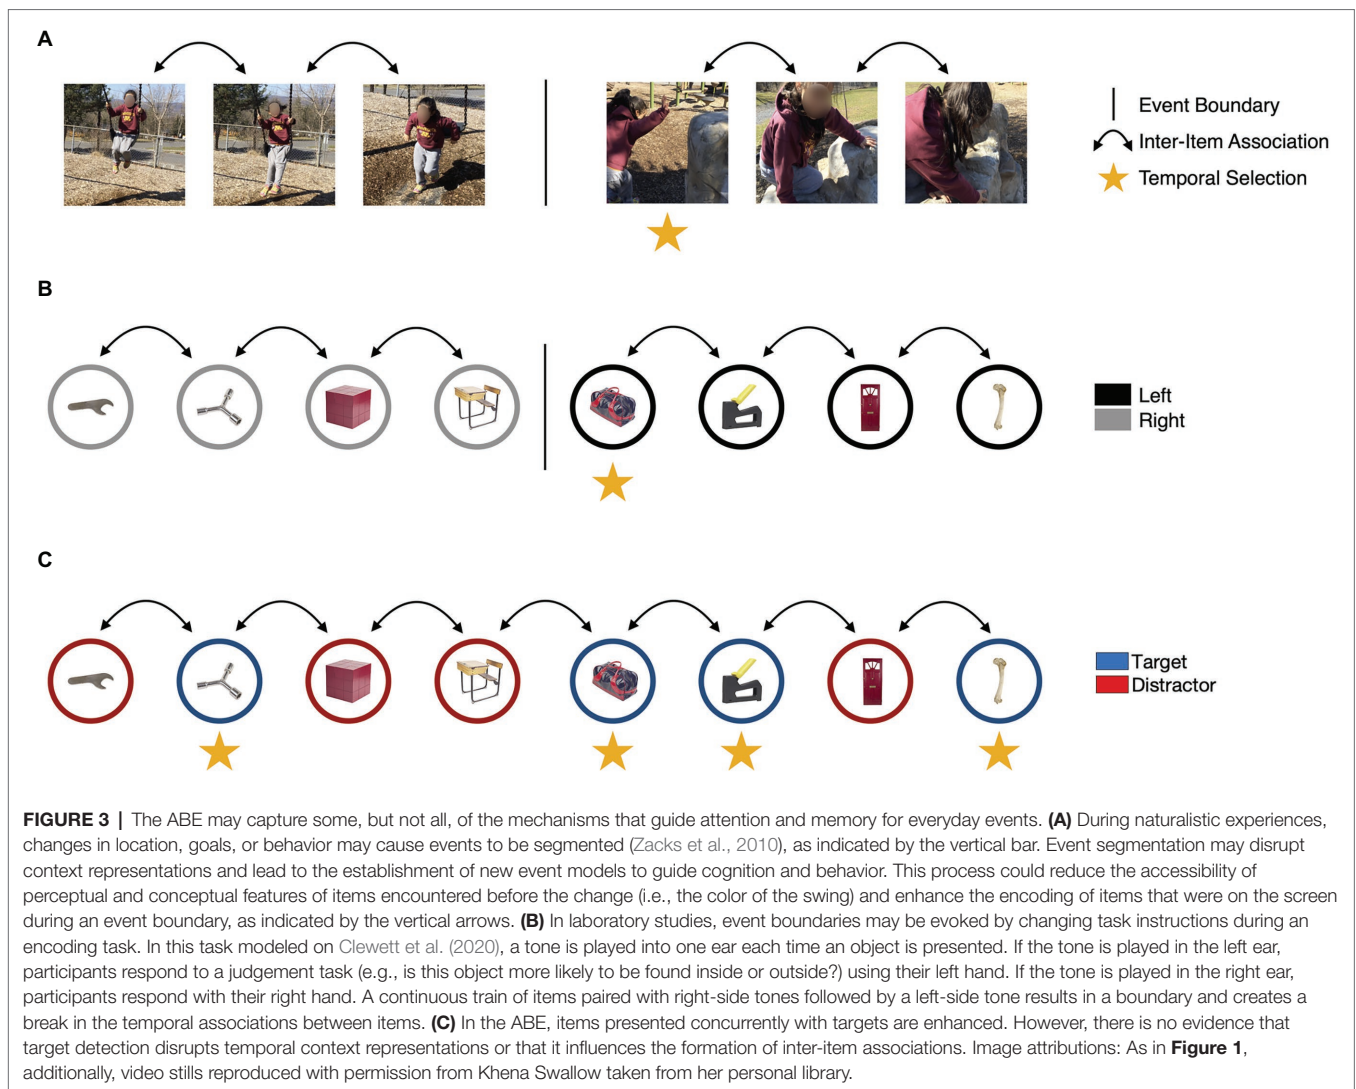 A
Event Boundary
Inter-Item Association
Temporal Selection
B
Left
Right
C
Target
Distractor
FIGURE 3 | The ABE may capture some, but not all, of the mechanisms that guide attention and memory for everyday events. (A) During naturalistic experiences,
changes in location, goals, or behavior may cause events to be segmented (Zacks et al., 2010), as indicated by the vertical bar. Event segmentation may disrupt
context representations and lead to the establishment of new event models to guide cognition and behavior. This process could reduce the accessibility of
perceptual and conceptual features of items encountered before the change (i.e., the color of the swing) and enhance the encoding of items that were on the screen
during an event boundary, as indicated by the vertical arrows. (B) In laboratory studies, event boundaries may be evoked by changing task instructions during an
encoding task. In this task modeled on Clewett et al. (2020), a tone is played into one ear each time an object is presented. If the tone is played in the left ear,
participants respond to a judgement task (e.g., is this object more likely to be found inside or outside?) using their left hand. If the tone is played in the right ear,
participants respond with their right hand. A continuous train of items paired with right-side tones followed by a left-side tone results in a boundary and creates a
break in the temporal associations between items. (C) In the ABE, items presented concurrently with targets are enhanced. However, there is no evidence that
target detection disrupts temporal context representations or that it influences the formation of inter-item associations. Image attributions: As in Figure 1,
additionally, video stills reproduced with permission from Khena Swallow taken from her personal library.